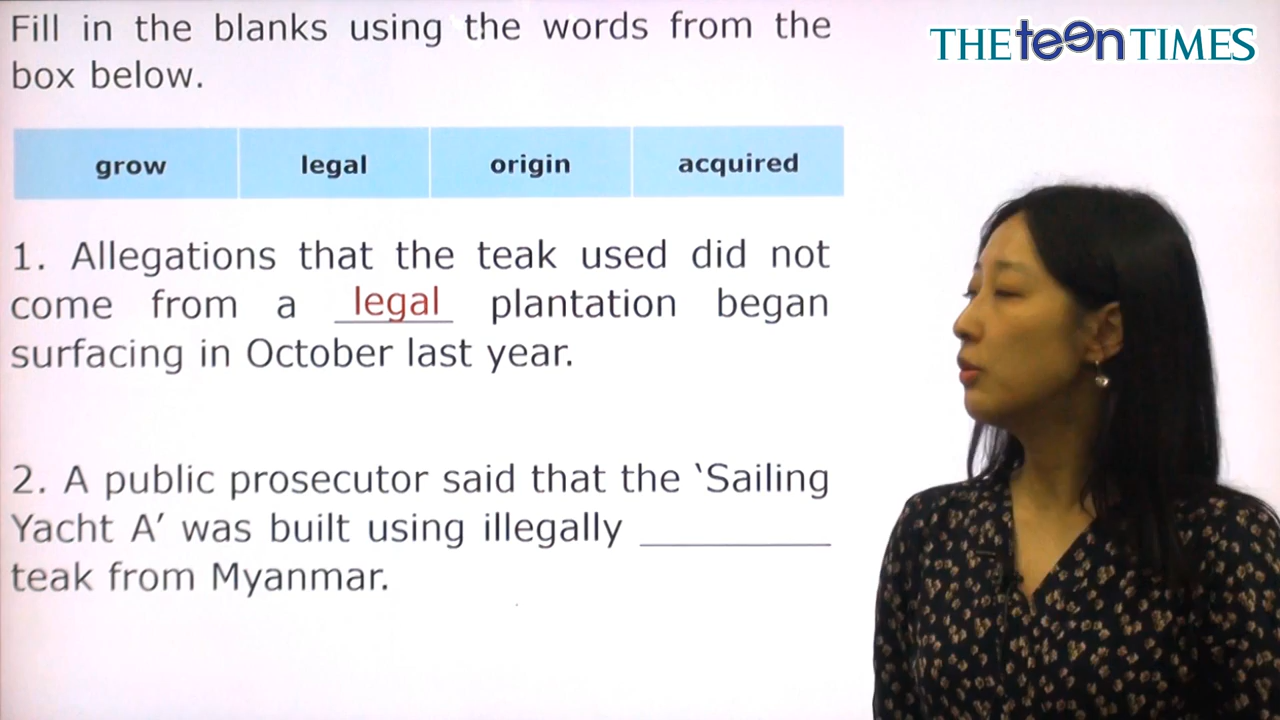 Fill in the blanks using the words from the
box below.
THE teen TIMES
grow legal origin acquired
1. Allegations that the teak used did not
come from a legal plantation began
surfacing in October last year.
2. A public prosecutor said that the ‘Sailing
Yacht A’ was built using illegally __________
teak from Myanmar.